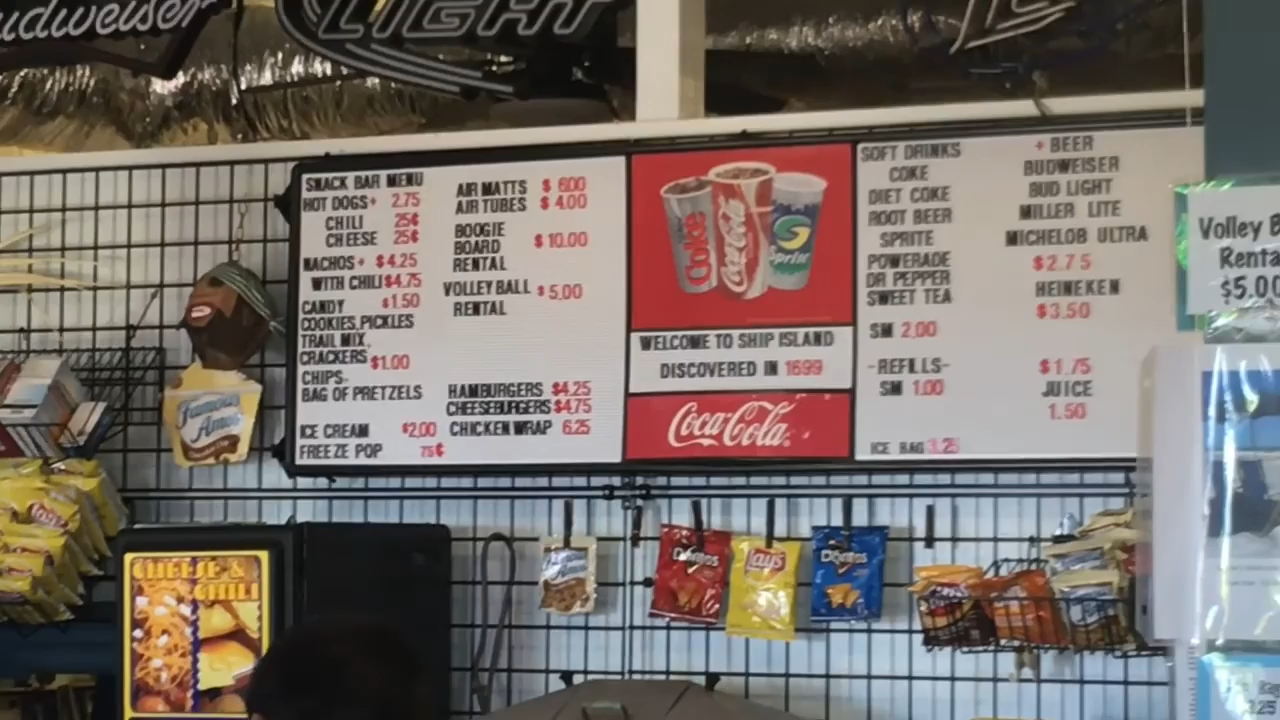 udweiser
LIGHT
SNACK BAR MENU
HOT DOGS+ 2.75
CHILI 25¢
CHEESE 25¢
NACHOS+ $4.25
WITH CHILI $4.75
CANDY $1.50
COOKIES, PICKLES
TRAIL MIX,
CRACKERS $1.00
CHIPS-
BAG OF PRETZELS
ICE CREAM $2.00
FREEZE POP 75¢
AIR MATTS $ 6.00
AIR TUBES $ 4.00
BOOGIE
BOARD $ 10.00
RENTAL
VOLLEY BALL $ 5.00
RENTAL
HAMBURGERS $4.25
CHEESEBURGERS $4.75
CHICKEN WRAP 6.25
Coke
Coca-Cola
Sprite
WELCOME TO SHIP ISLAND
DISCOVERED IN 1699
Coca-Cola
SOFT DRINKS
COKE
DIET COKE
ROOT BEER
SPRITE
POWERADE
DR PEPPER
SWEET TEA
SM 2.00
-REFILLS-
SM 1.00
ICE BAG 3.25
+ BEER
BUDWEISER
BUD LIGHT
MILLER LITE
MICHELOB ULTRA
$2.75
HEINEKEN
$3.50
$1.75
JUICE
1.50
Volley B
Renta
$5.00
Famous
Amos
Lay's
CHEESE &
CHILI
Famous
Amos
Doritos
Lay's
Doritos